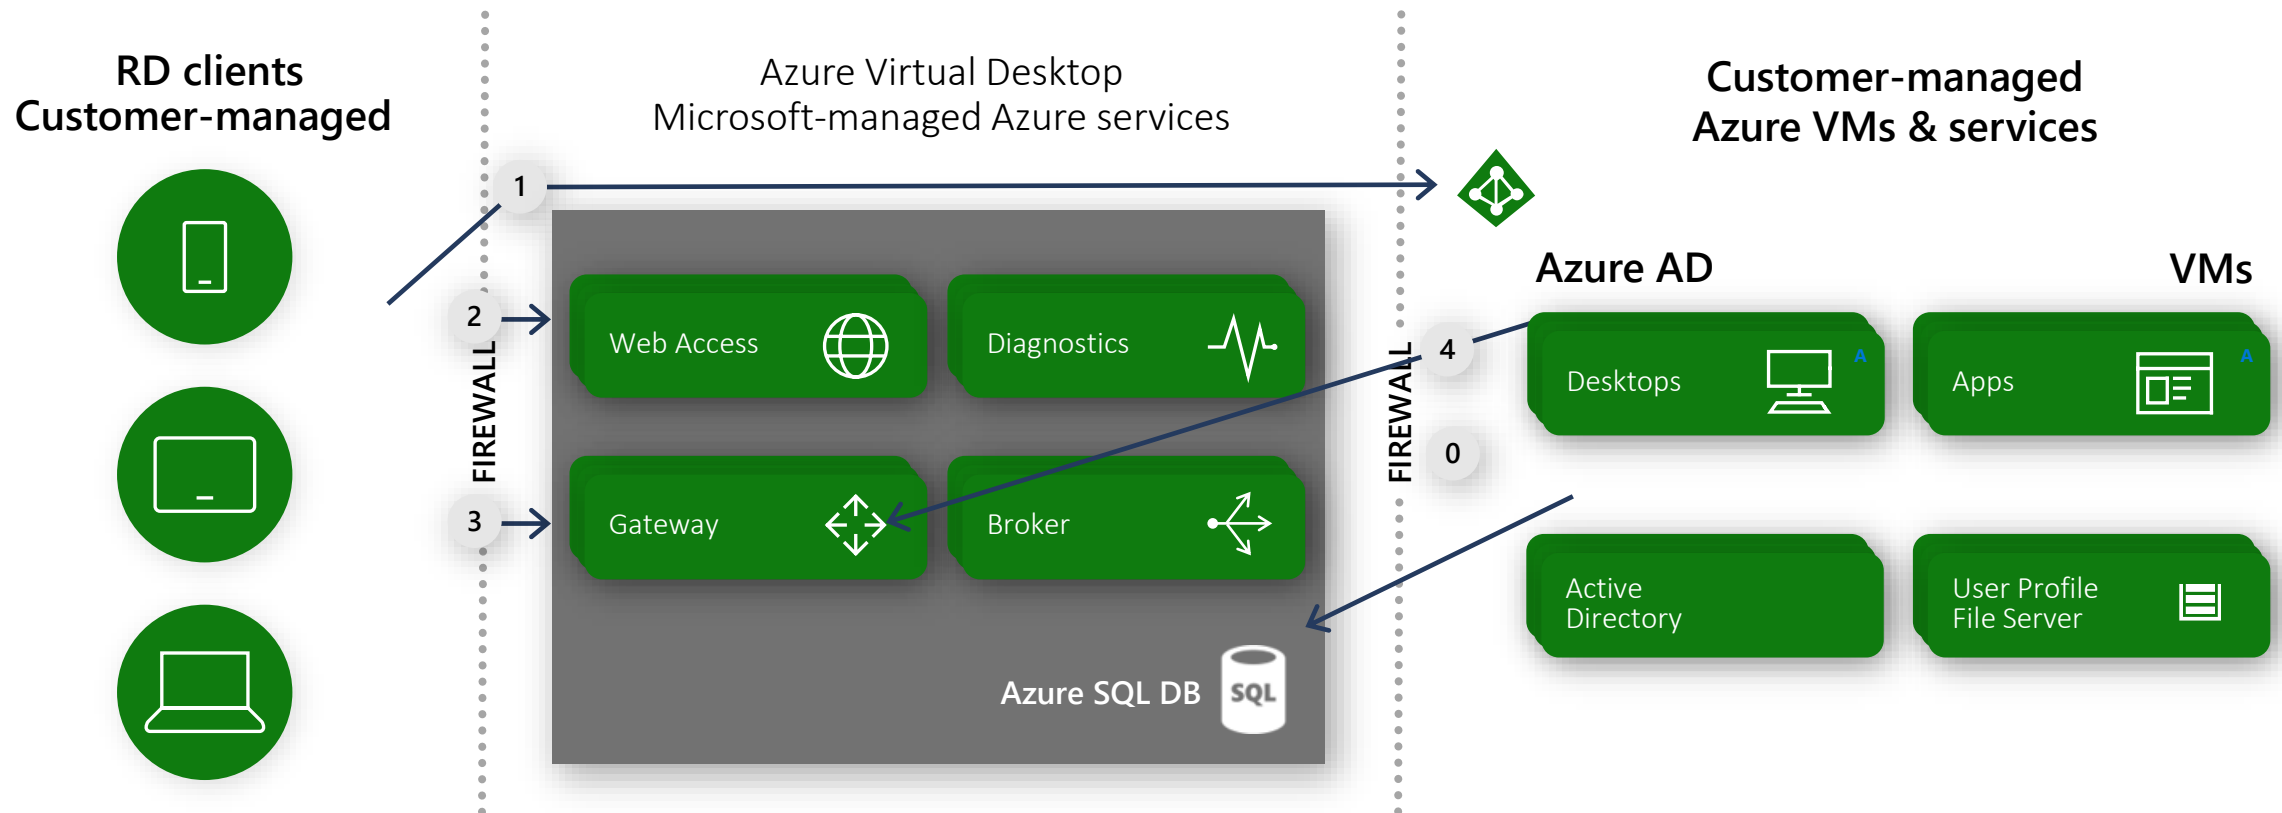 RD clients
Customer-managed
Azure Virtual Desktop
Microsoft-managed Azure services
Customer-managed
Azure VMs & services
1
Azure AD
VMs
2
FIREWALL
3
Web Access
Diagnostics
Gateway
Broker
Azure SQL DB
SQL
FIREWALL
4
0
Desktops
A
Apps
A
Active
Directory
User Profile
File Server